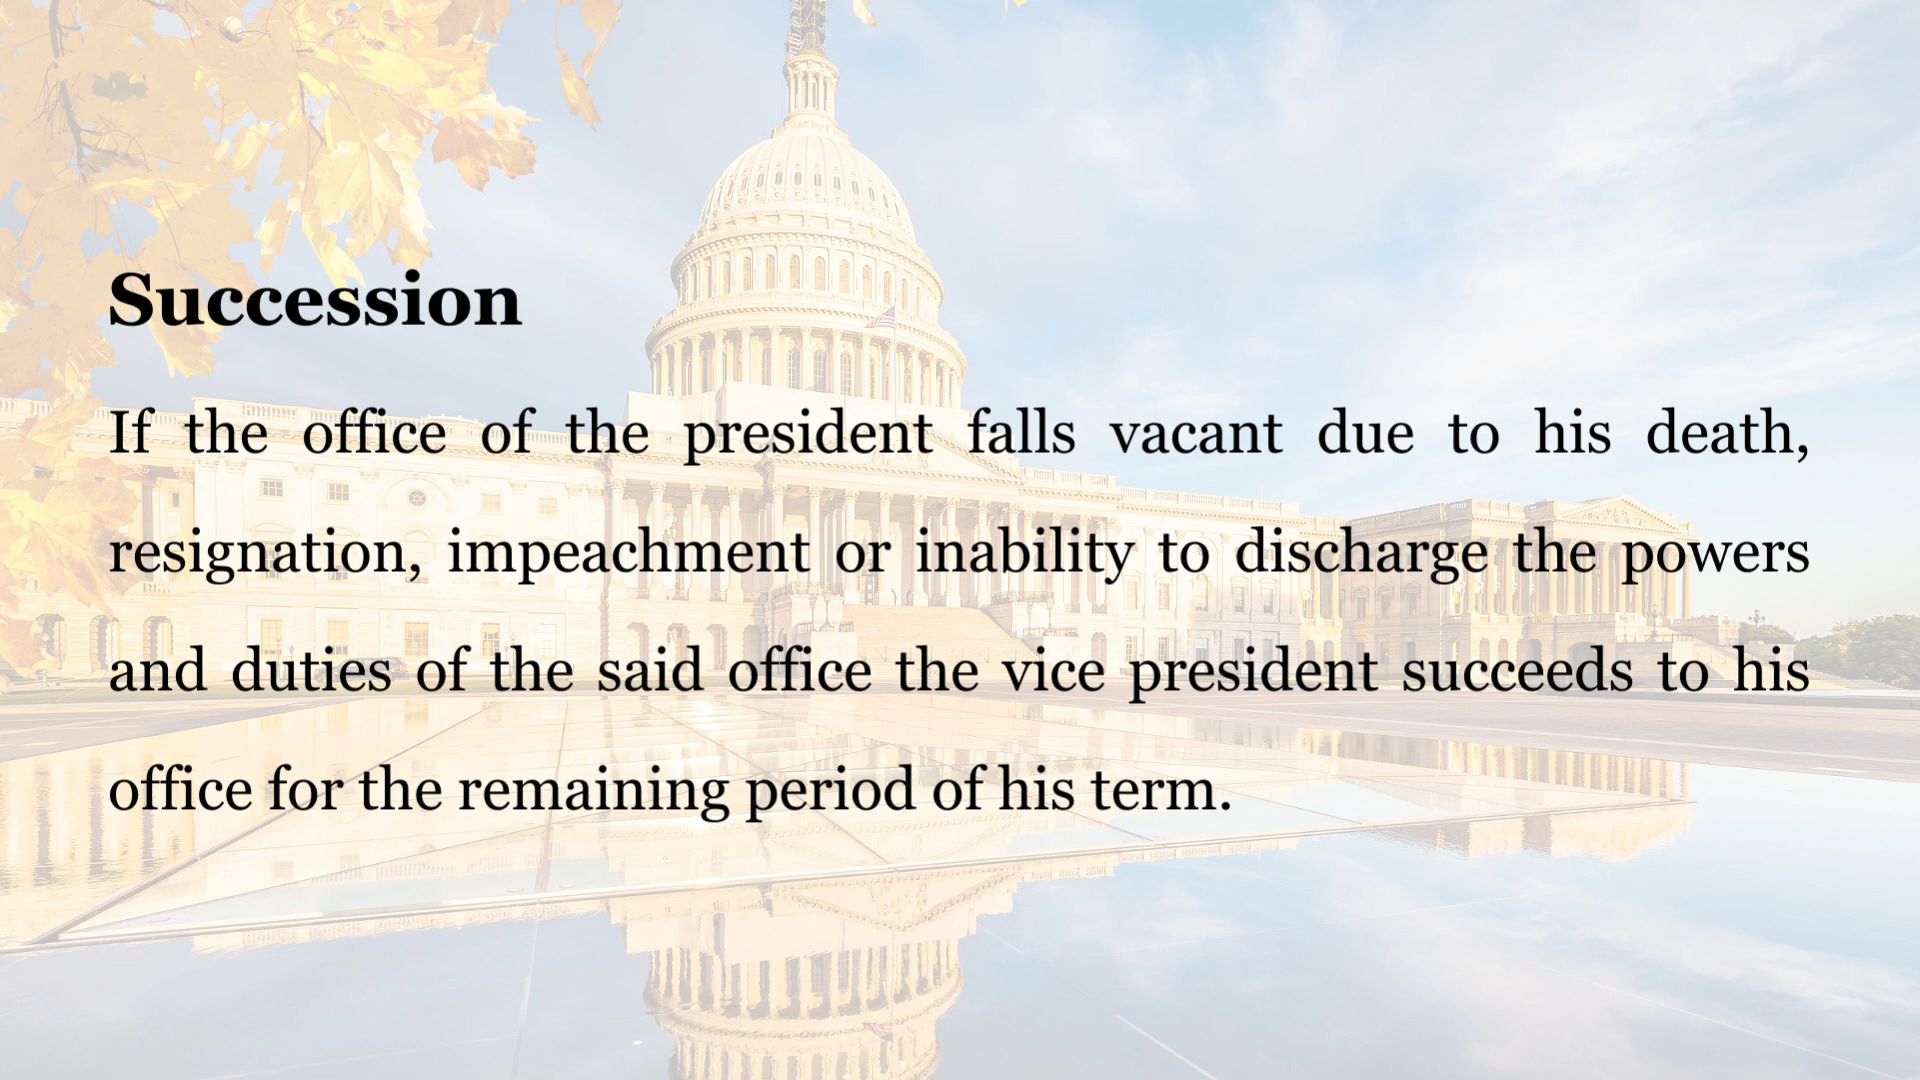 Succession
If the office of the president falls vacant due to his death,
resignation, impeachment or inability to discharge the powers
and duties of the said office the vice president succeeds to his
office for the remaining period of his term.